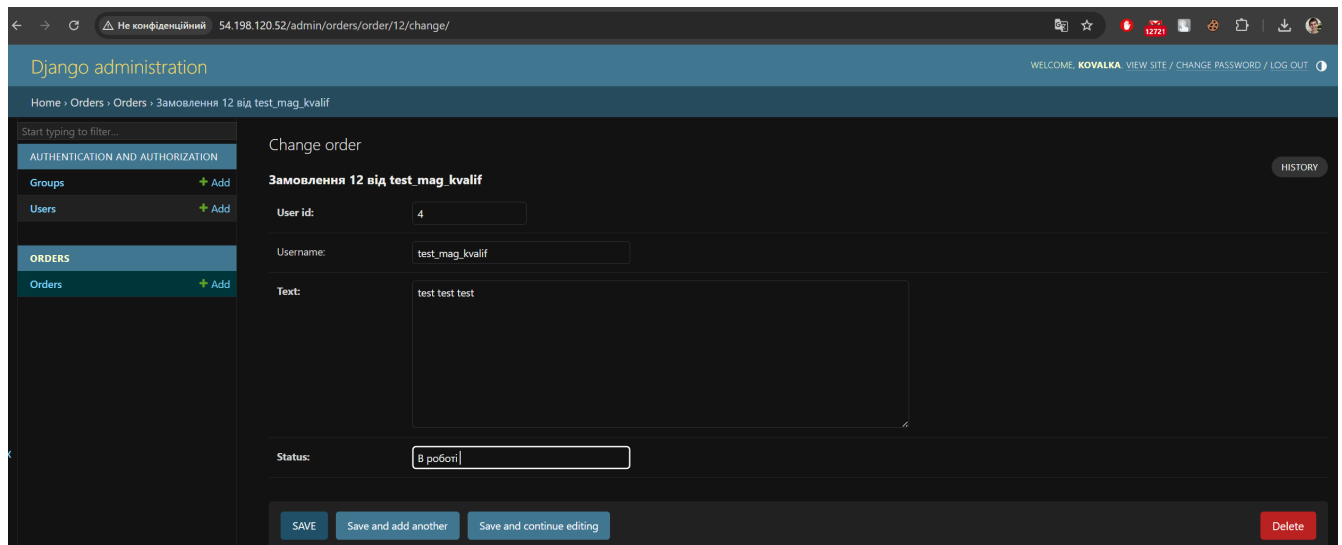 Не конфіденційний 54.198.120.52/admin/orders/order/12/change/
12721
Django administration
WELCOME, KOVALKA. VIEW SITE / CHANGE PASSWORD / LOG OUT
Home › Orders › Orders › Замовлення 12 від test_mag_kvalif
Start typing to filter...
AUTHENTICATION AND AUTHORIZATION
Groups + Add
Users + Add
ORDERS
Orders + Add
Change order
HISTORY
Замовлення 12 від test_mag_kvalif
User id: 4
Username: test_mag_kvalif
Text: test test test
Status: В роботі
SAVE Save and add another Save and continue editing Delete